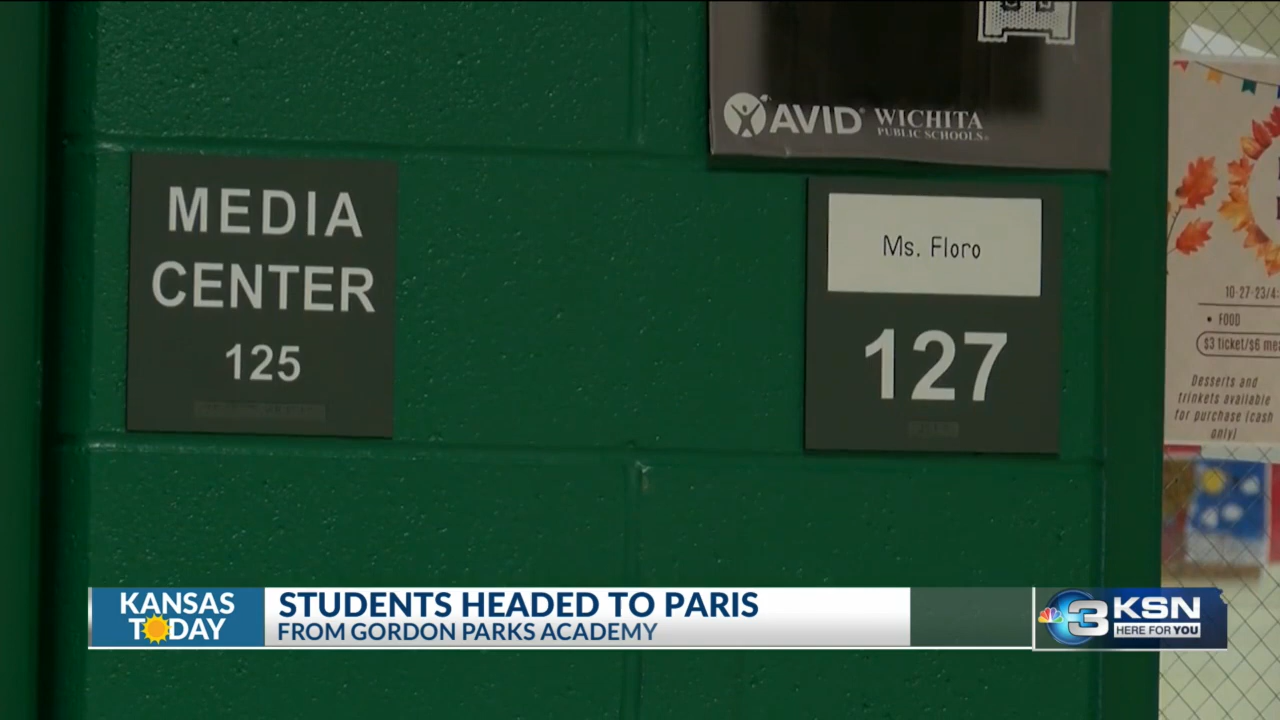 AVID
WICHITA
PUBLIC SCHOOLS
MEDIA
CENTER
125
Ms. Floro
127
10-27-23/4:
• FOOD
$3 ticket/$6 me
Desserts and
trinkets available
for purchase (cash
only)
KANSAS
TODAY
STUDENTS HEADED TO PARIS
FROM GORDON PARKS ACADEMY
3 KSN
HERE FOR YOU